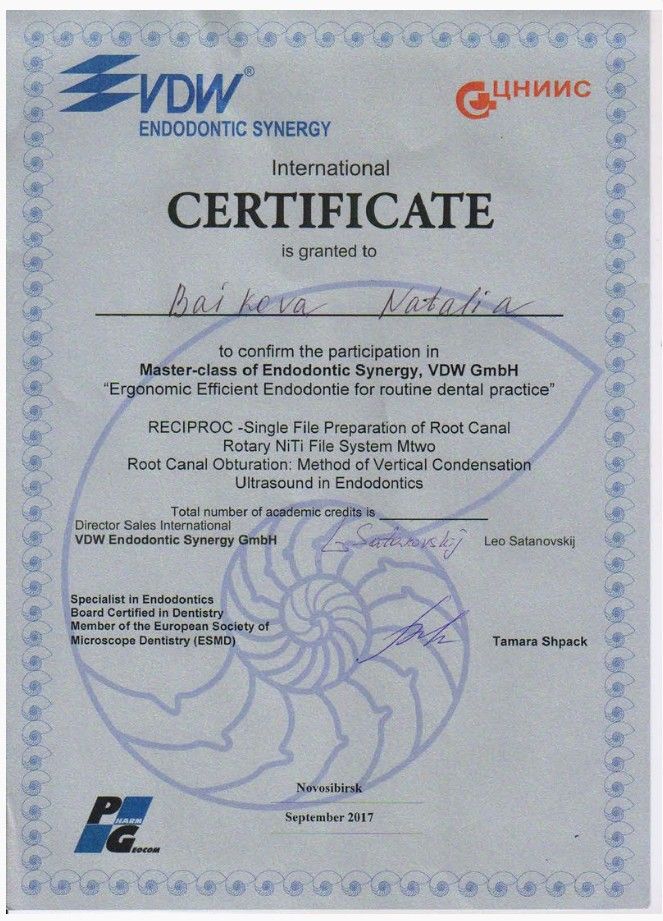 VDW®
ENDODONTIC SYNERGY
ЦНИИС
International
CERTIFICATE
is granted to
Baikova Natalia
to confirm the participation in
Master-class of Endodontic Synergy, VDW GmbH
“Ergonomic Efficient Endodontie for routine dental practice”
RECIPROC -Single File Preparation of Root Canal
Rotary NiTi File System Mtwo
Root Canal Obturation: Method of Vertical Condensation
Ultrasound in Endodontics
Total number of academic credits is
Director Sales International
VDW Endodontic Synergy GmbH
L Satanovskij
Leo Satanovskij
Specialist in Endodontics
Board Certified in Dentistry
Member of the European Society of
Microscope Dentistry (ESMD)
Tamara Shpack
Novosibirsk
September 2017
PHARM
GEOCOM